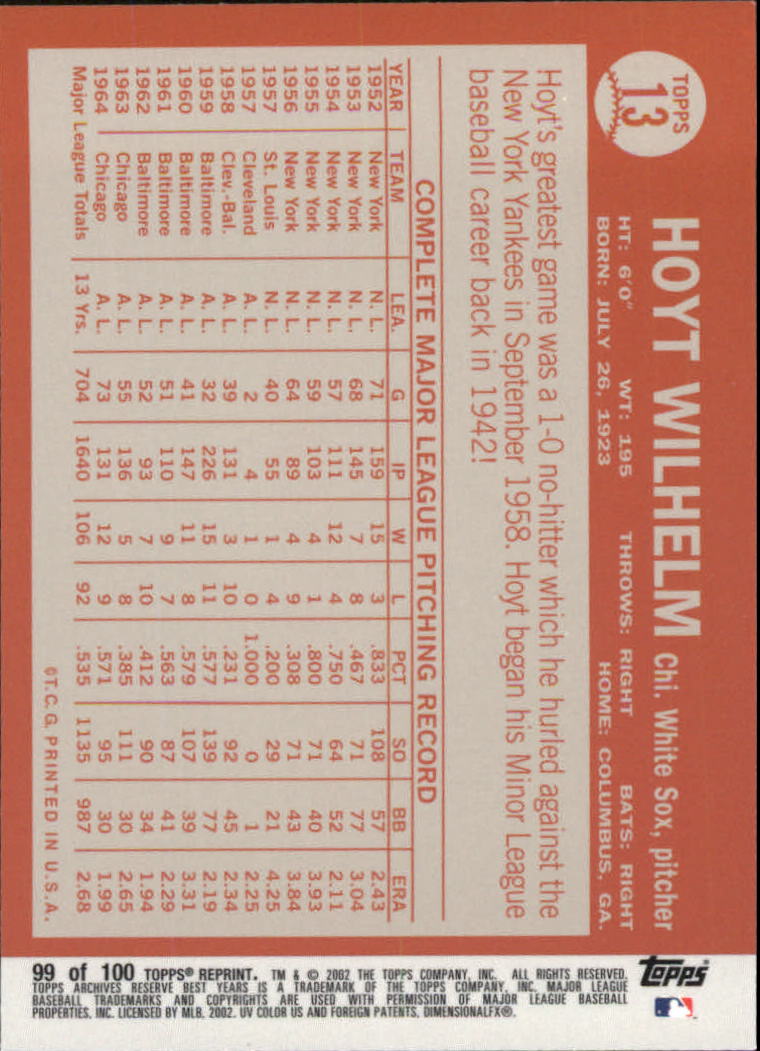 TOPPS
13
HOYT WILHELM Chi. White Sox, pitcher
HT: 6'0" WT: 195 THROWS: RIGHT BATS: RIGHT
BORN: JULY 26, 1923 HOME: COLUMBUS, GA.
Hoyt's greatest game was a 1-0 no-hitter which he hurled against the
New York Yankees in September 1958. Hoyt began his Minor League
baseball career back in 1942!
COMPLETE MAJOR LEAGUE PITCHING RECORD
YEAR TEAM LEA. G IP W L PCT SO BB ERA
1952 New York N. L. 71 159 15 3 .833 108 57 2.43
1953 New York N. L. 68 145 7 8 .467 71 77 3.04
1954 New York N. L. 57 111 12 4 .750 64 52 2.11
1955 New York N. L. 59 103 4 1 .800 71 40 3.93
1956 New York N. L. 64 89 4 9 .308 71 43 3.84
1957 St. Louis N. L. 40 55 1 4 .200 29 21 4.25
1957 Cleveland A. L. 2 4 1 0 1.000 0 1 2.25
1958 Clev.-Bal. A. L. 39 131 3 10 .231 92 45 2.34
1959 Baltimore A. L. 32 226 15 11 .577 139 77 2.19
1960 Baltimore A. L. 41 147 11 8 .579 107 39 3.31
1961 Baltimore A. L. 51 110 9 7 .563 87 41 2.29
1962 Baltimore A. L. 52 93 7 10 .412 90 34 1.94
1963 Chicago A. L. 55 136 5 8 .385 111 30 2.65
1964 Chicago A. L. 73 131 12 9 .571 95 30 1.99
Major League Totals 13 Yrs. 704 1640 106 92 .535 1135 987 2.68
©T.C.G. PRINTED IN U.S.A.
Topps®
99 of 100 TOPPS® REPRINT. TM & © 2002 THE TOPPS COMPANY, INC. ALL RIGHTS RESERVED.
TOPPS ARCHIVES RESERVE BEST YEARS IS A TRADEMARK OF THE TOPPS COMPANY, INC. MAJOR LEAGUE
BASEBALL TRADEMARKS AND COPYRIGHTS ARE USED WITH PERMISSION OF MAJOR LEAGUE BASEBALL
PROPERTIES, INC. LICENSED BY MLB, 2002. UV COLOR US AND FOREIGN PATENTS, DIMENSIONALFX®.